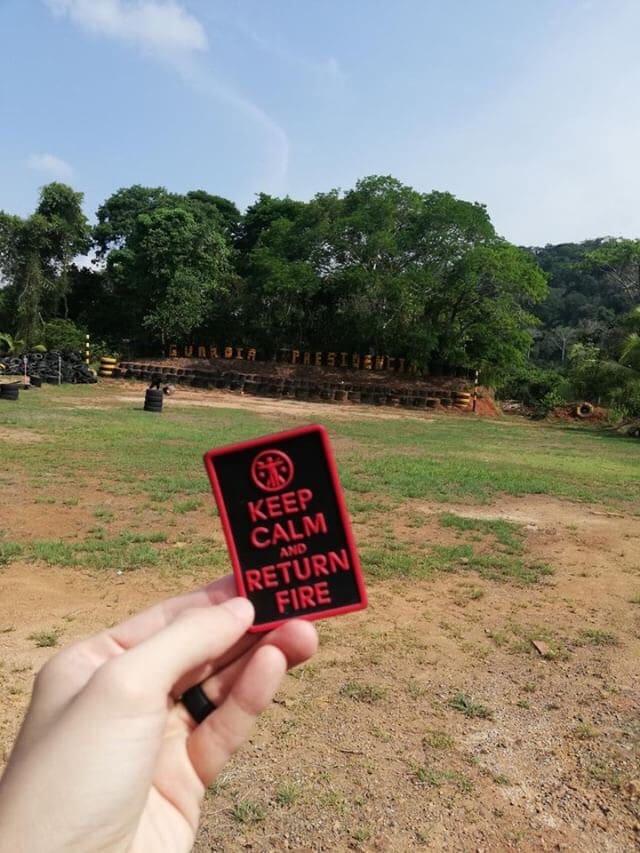 GUARDIA PRESIDENCIAL
KEEP
CALM
AND
RETURN
FIRE